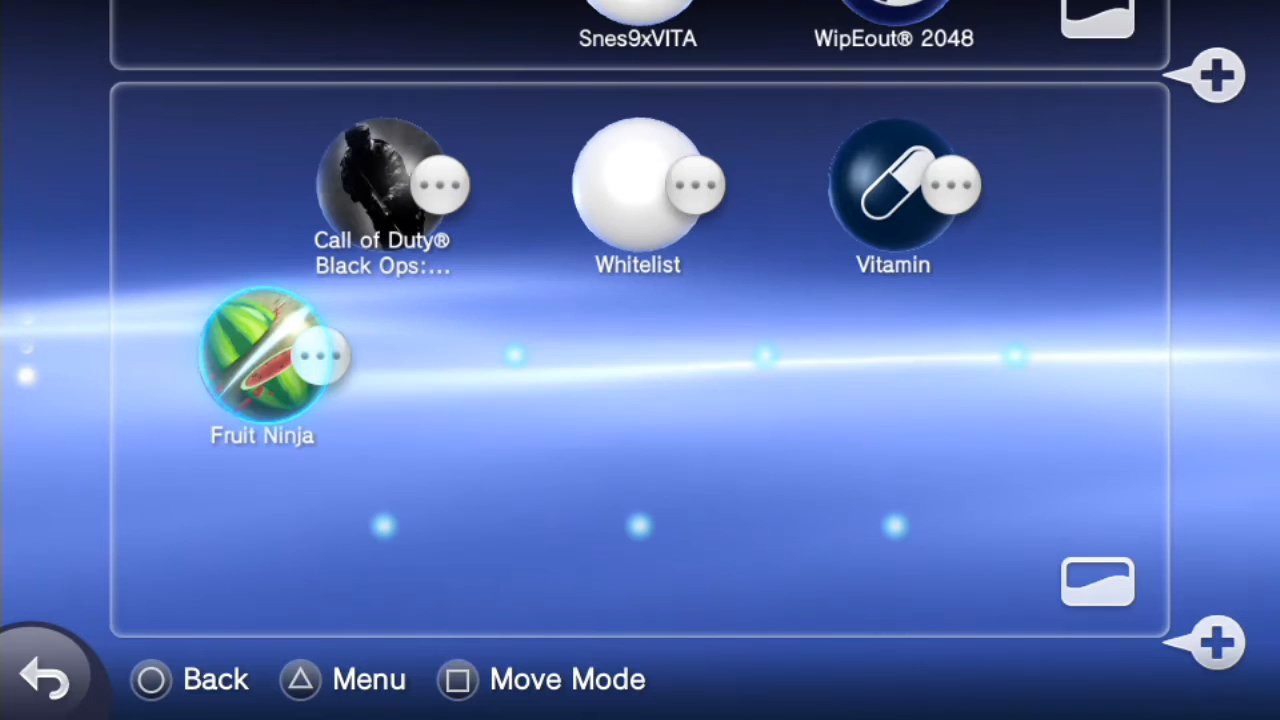 Snes9xVITA
WipEout® 2048
Call of Duty®
Black Ops:...
Whitelist
Vitamin
Fruit Ninja
Back
Menu
Move Mode